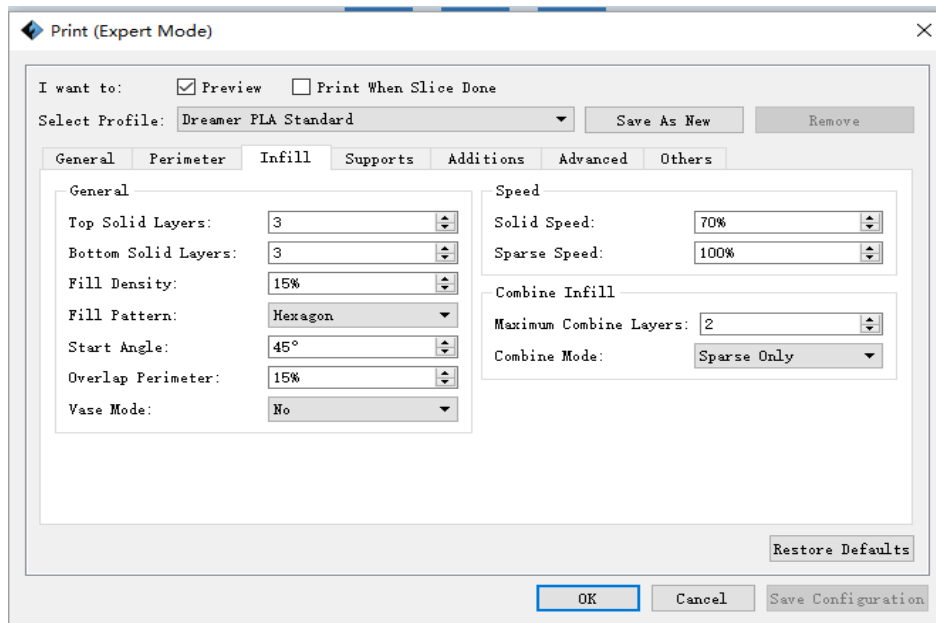 Print (Expert Mode)
I want to: Preview Print When Slice Done
Select Profile: Dreamer PLA Standard Save As New Remove
General Perimeter Infill Supports Additions Advanced Others
General
Top Solid Layers: 3
Bottom Solid Layers: 3
Fill Density: 15%
Fill Pattern: Hexagon
Start Angle: 45°
Overlap Perimeter: 15%
Vase Mode: No
Speed
Solid Speed: 70%
Sparse Speed: 100%
Combine Infill
Maximum Combine Layers: 2
Combine Mode: Sparse Only
Restore Defaults
OK Cancel Save Configuration